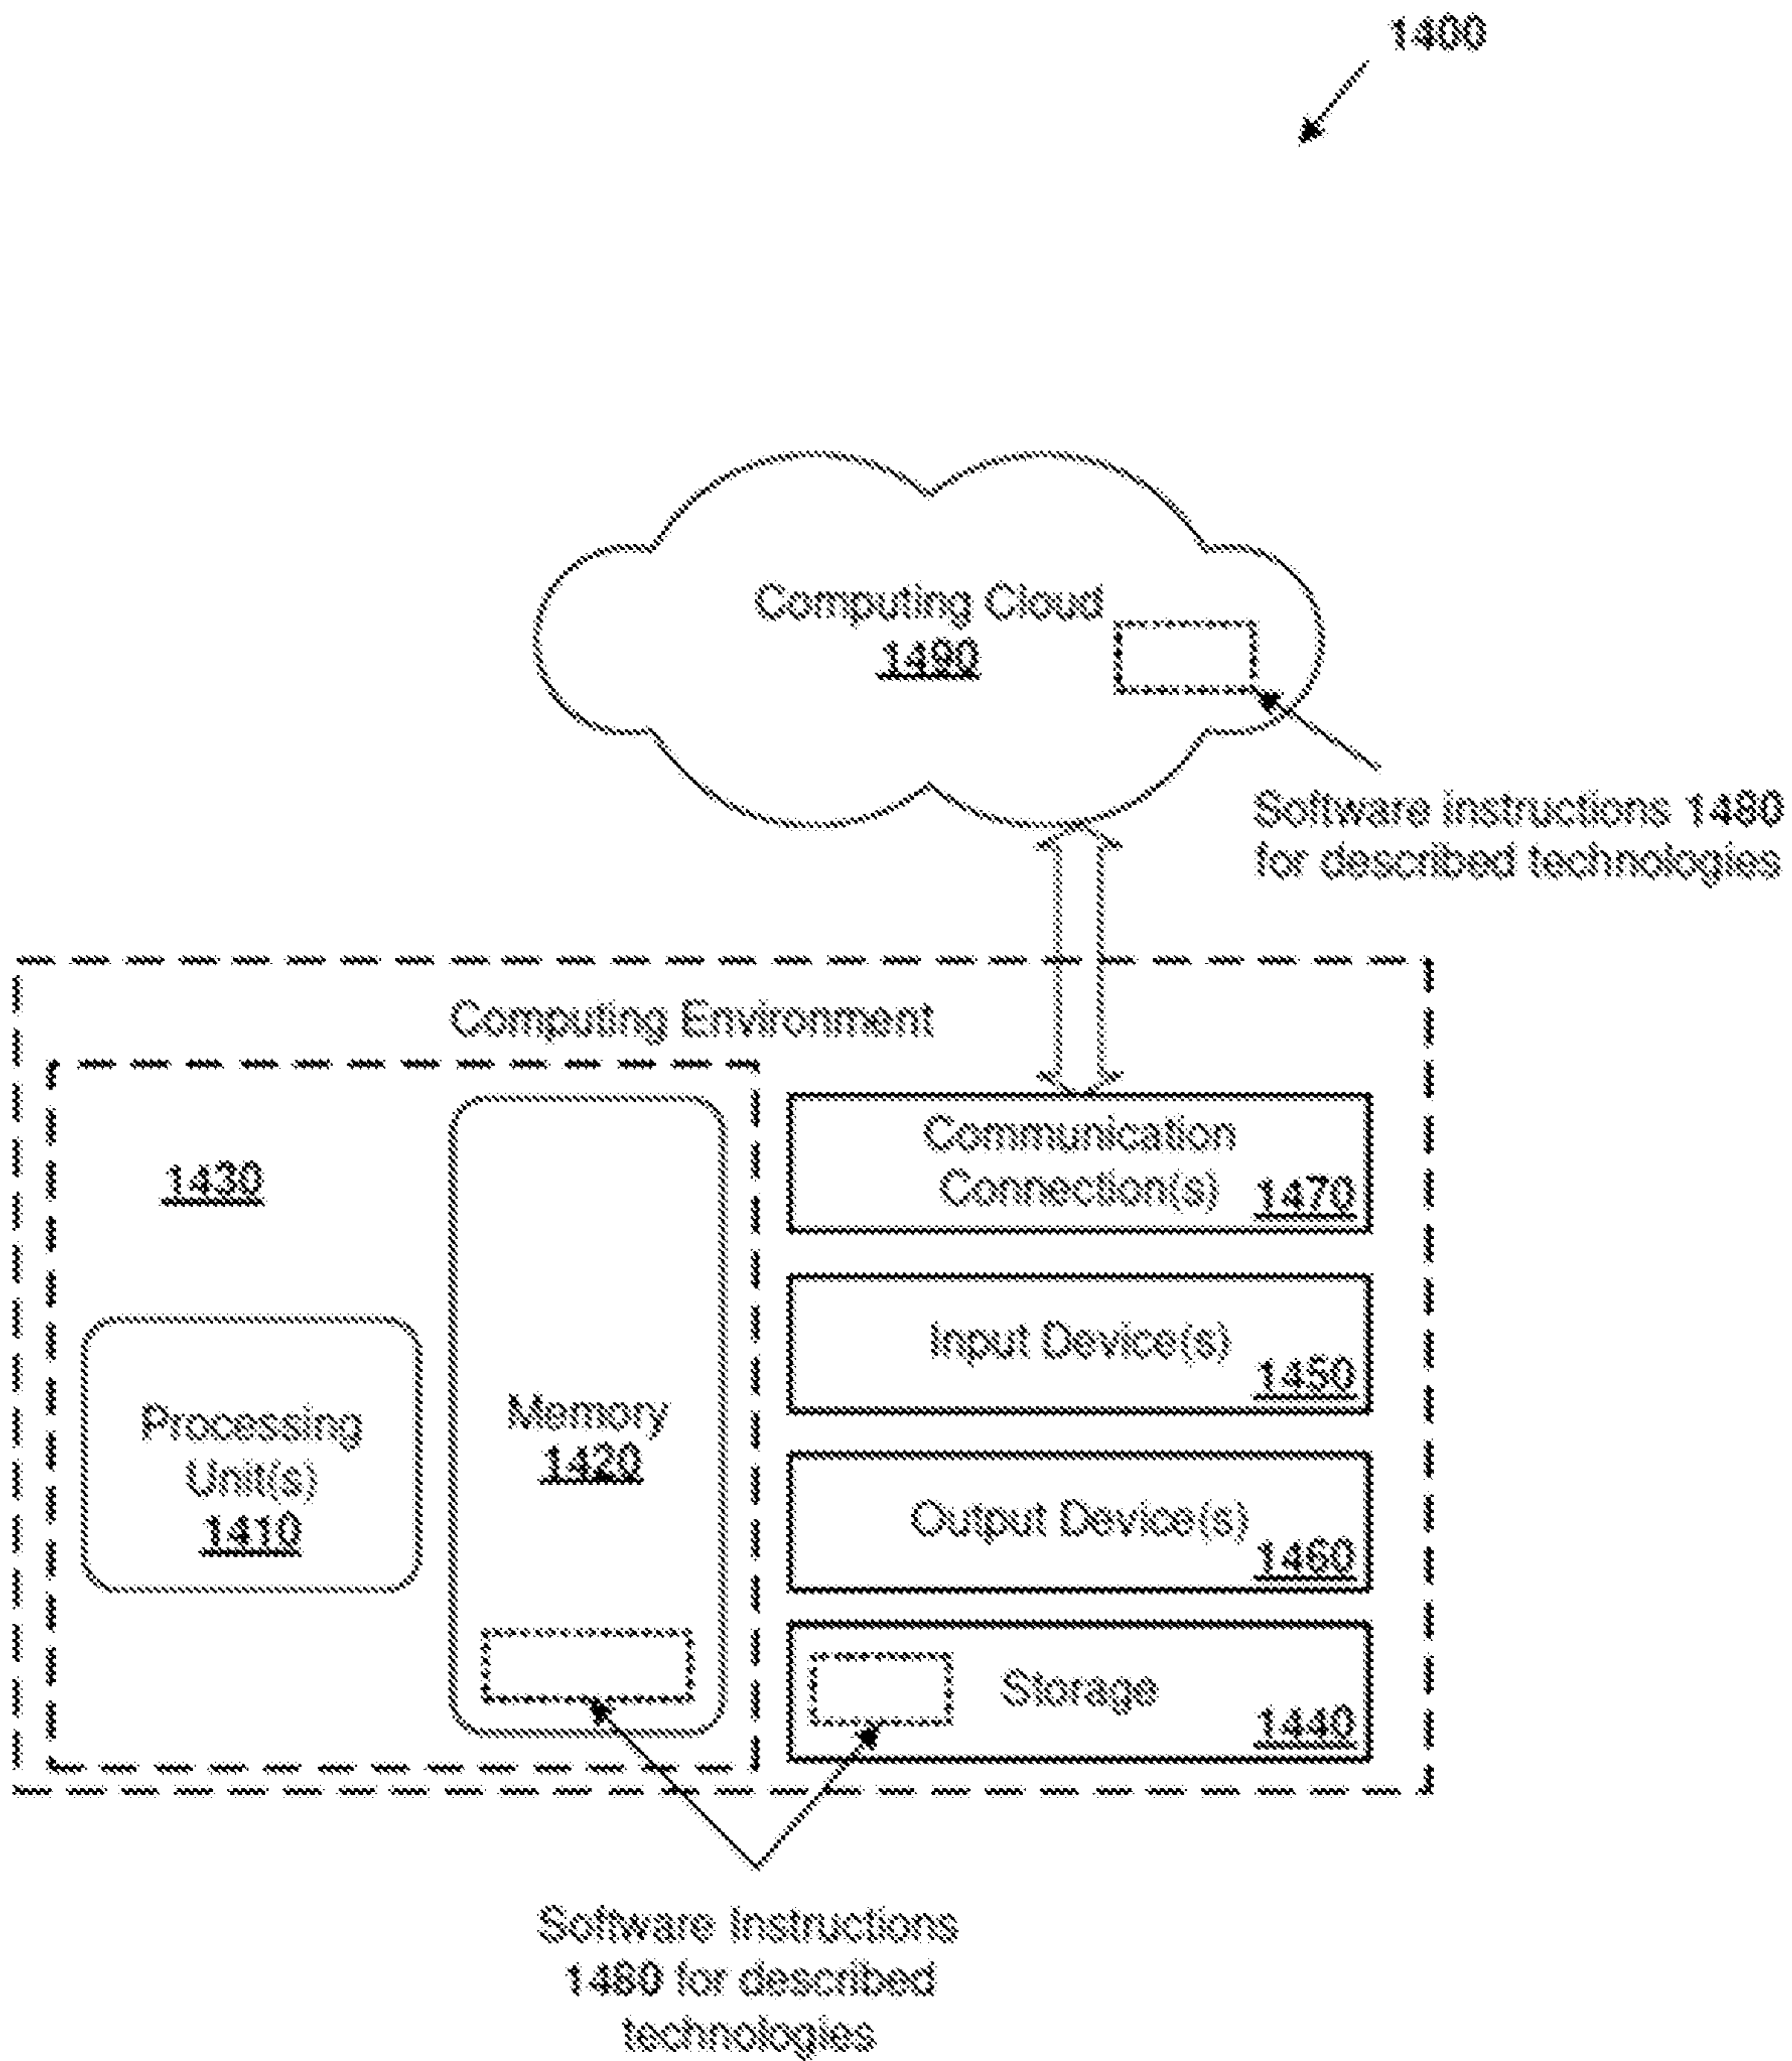 1400
Computing Cloud
1490
Software instructions 1480
for described technologies
Computing Environment
1430
Processing
Unit(s)
1410
Memory
1420
Communication
Connection(s)
1470
Input Device(s)
1450
Output Device(s)
1460
Storage
1440
Software Instructions
1480 for described
technologies